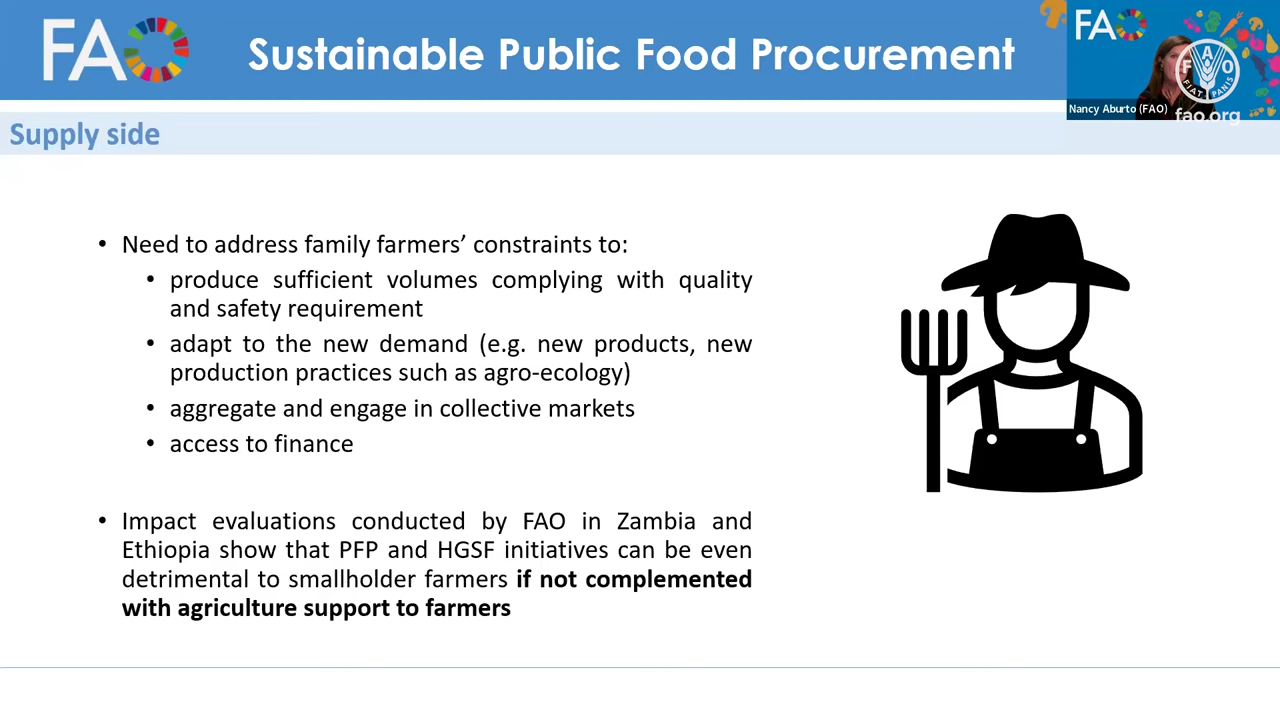 FAO
Sustainable Public Food Procurement
FAO
FAO
FIAT PANIS
Nancy Aburto (FAO)
fao.org
Supply side
• Need to address family farmers’ constraints to:
• produce sufficient volumes complying with quality
and safety requirement
• adapt to the new demand (e.g. new products, new
production practices such as agro-ecology)
• aggregate and engage in collective markets
• access to finance
• Impact evaluations conducted by FAO in Zambia and
Ethiopia show that PFP and HGSF initiatives can be even
detrimental to smallholder farmers if not complemented
with agriculture support to farmers